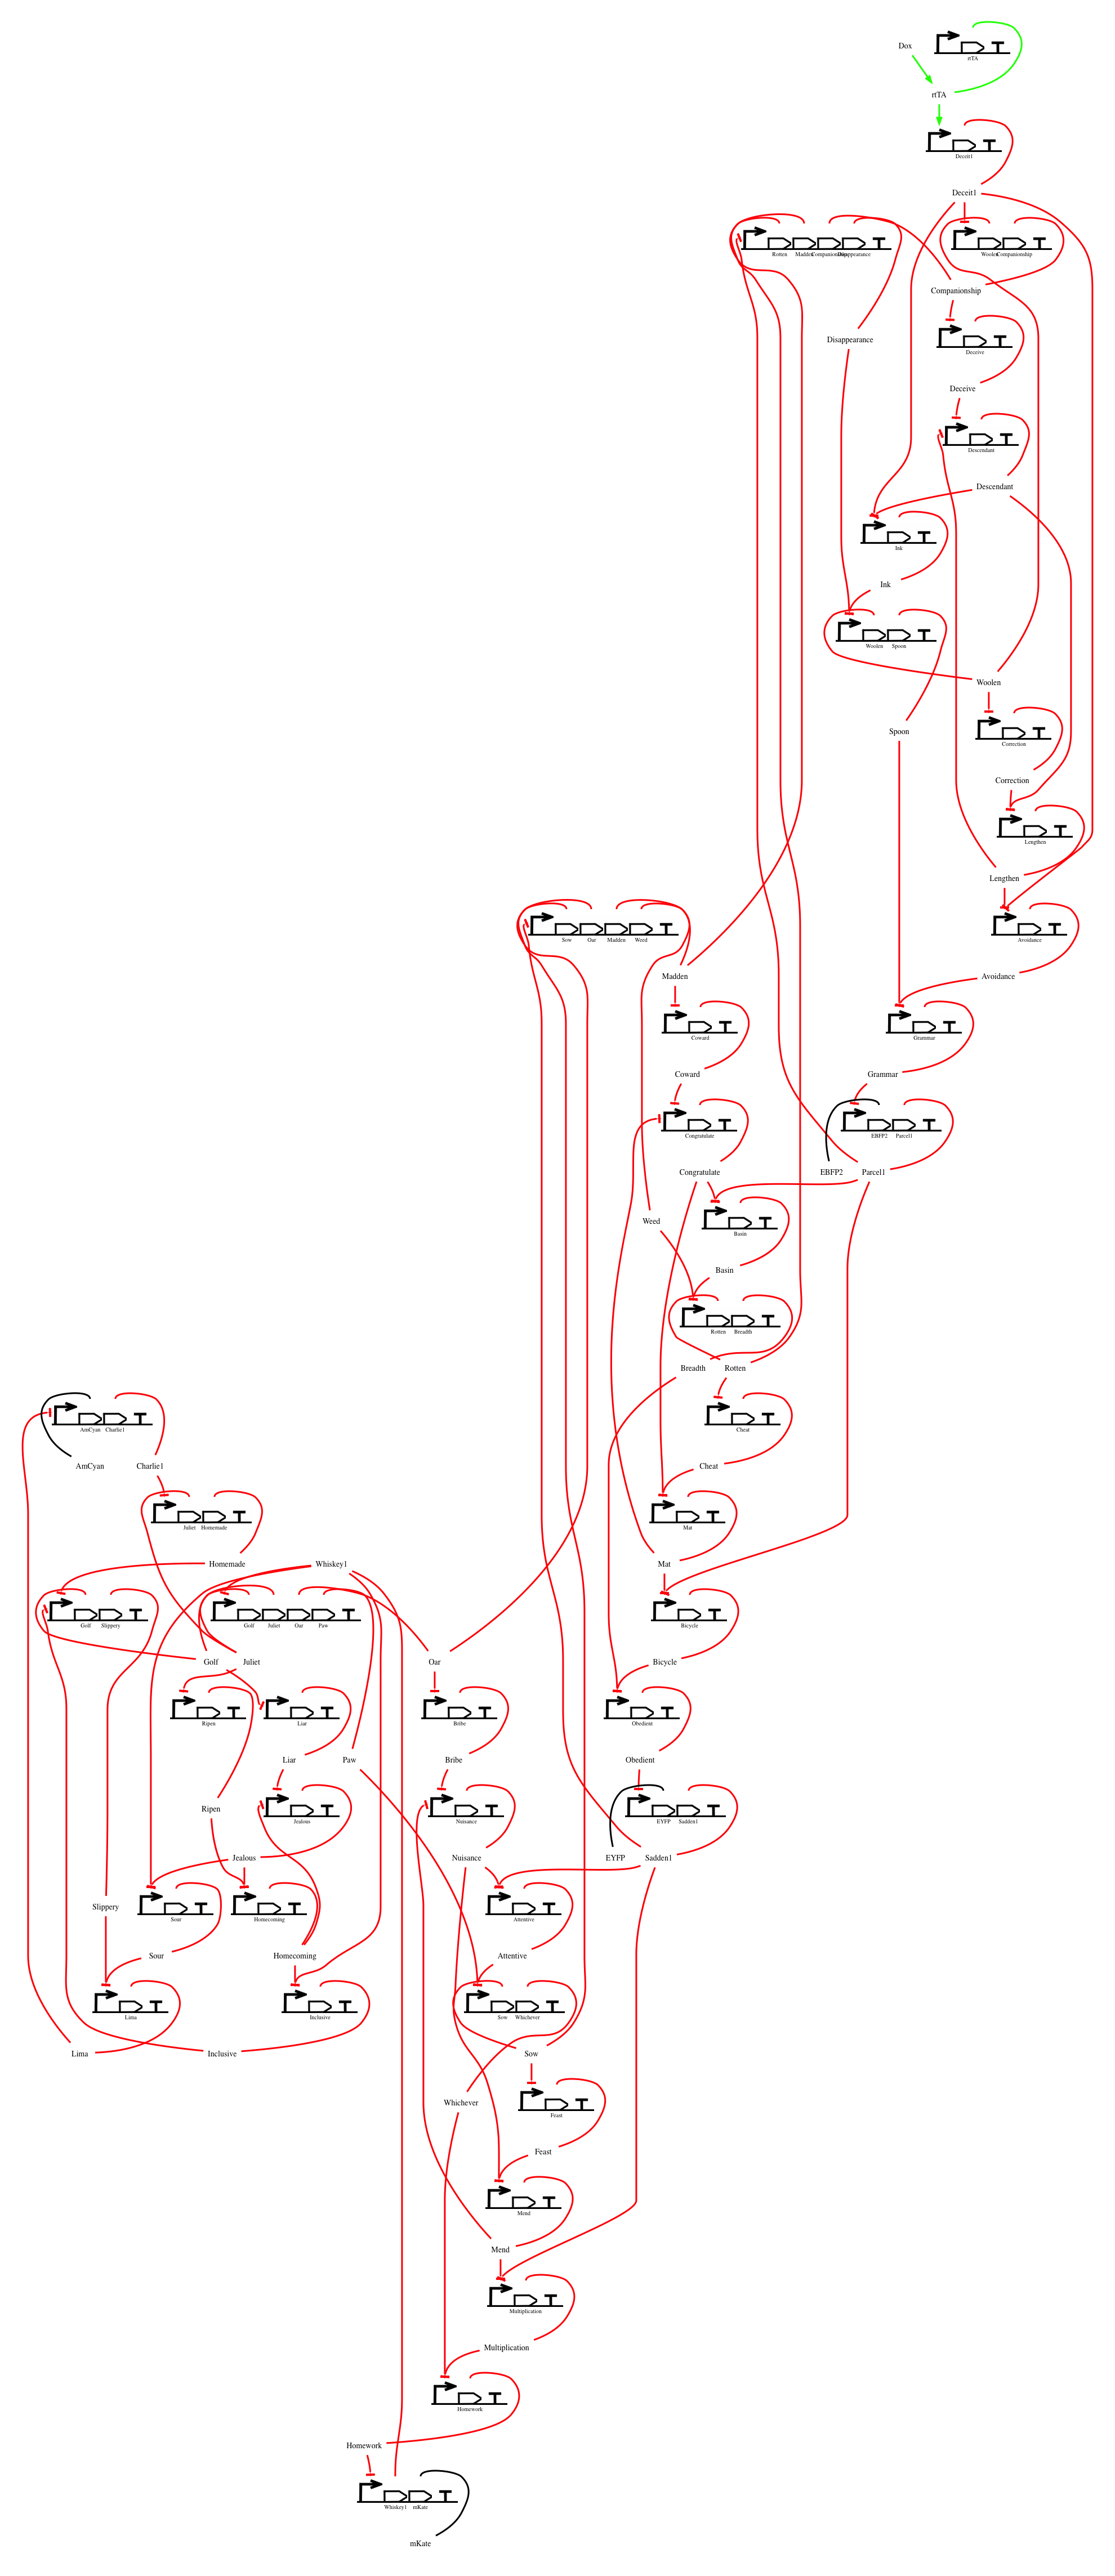 Dox
rtTA
rtTA
Deceit1
Deceit1
Rotten Madden Companionship Disappearance
Woolen Companionship
Companionship
Disappearance
Deceive
Deceive
Descendant
Descendant
Ink
Ink
Woolen Spoon
Woolen
Spoon
Correction
Correction
Lengthen
Lengthen
Sow Oar Madden Weed
Avoidance
Madden
Avoidance
Coward
Grammar
Coward
Grammar
Congratulate
EBFP2 Parcel1
Congratulate
EBFP2
Parcel1
Weed
Basin
Basin
Rotten Breadth
Breadth
Rotten
AmCyan Charlie1
Cheat
AmCyan
Charlie1
Cheat
Juliet Homemade
Mat
Homemade
Whiskey1
Mat
Golf Slippery
Golf Juliet Oar Paw
Bicycle
Golf
Juliet
Oar
Bicycle
Ripen
Liar
Bribe
Obedient
Liar
Paw
Bribe
Obedient
Ripen
Jealous
Nuisance
EYFP Sadden1
Jealous
Nuisance
EYFP
Sadden1
Slippery
Sour
Homecoming
Attentive
Sour
Homecoming
Attentive
Lima
Inclusive
Sow Whichever
Lima
Inclusive
Sow
Whichever
Feast
Feast
Mend
Mend
Multiplication
Multiplication
Homework
Homework
Whiskey1 mKate
mKate